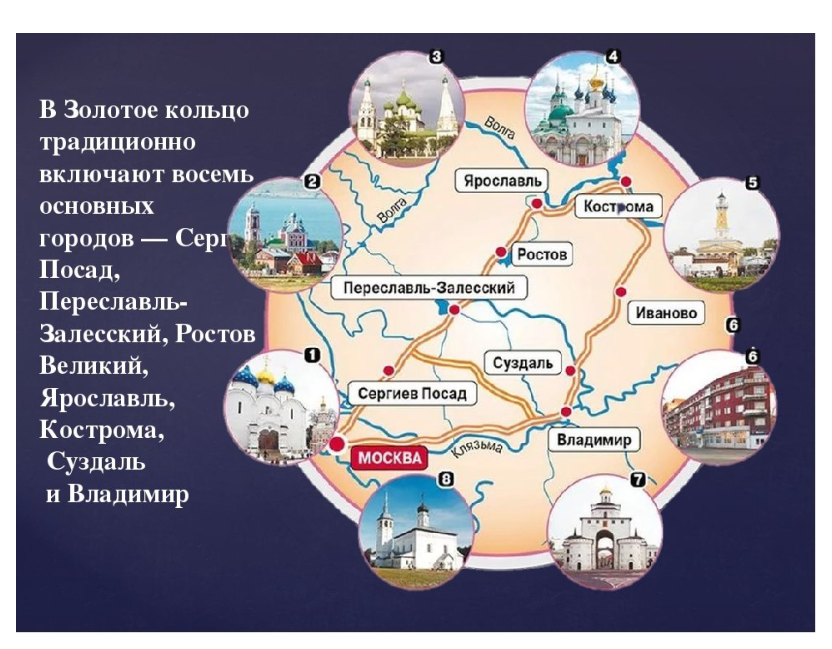 В Золотое кольцо
традиционно
включают восемь
основных
городов — Серг
Посад,
Переславль-
Залесский, Ростов
Великий,
Ярославль,
Кострома,
Суздаль
и Владимир
3
4
2
5
1
6
6
8
7
Волга
Волга
Ярославль
Кострома
Ростов
Переславль-Залесский
Иваново
Суздаль
Сергиев Посад
Владимир
Клязьма
МОСКВА